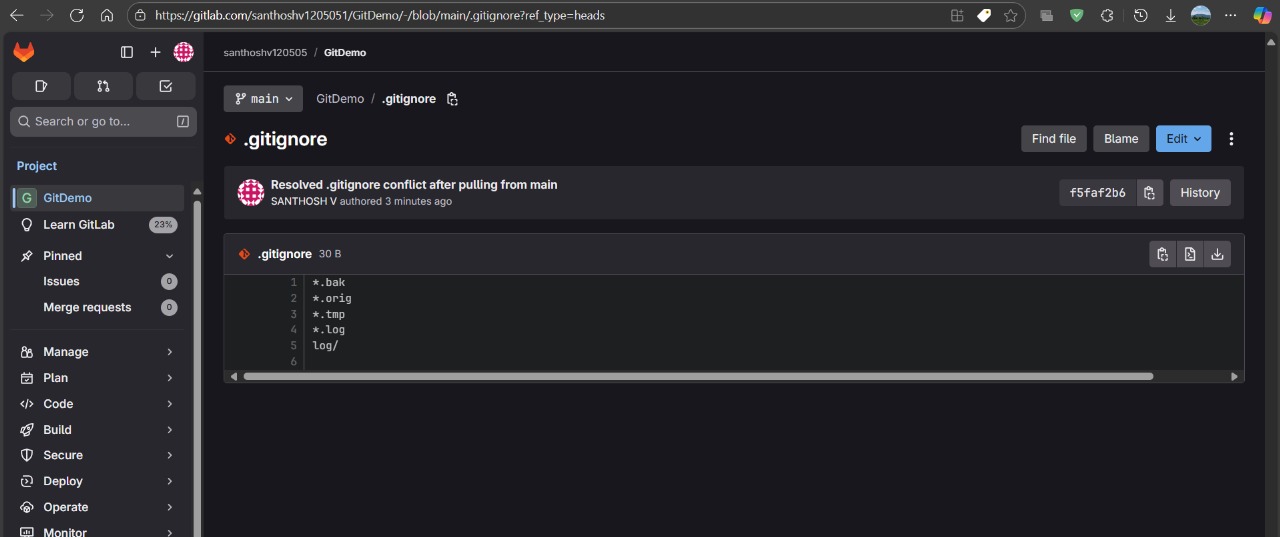 https://gitlab.com/santhoshv1205051/GitDemo/-/blob/main/.gitignore?ref_type=heads
santhoshv120505 / GitDemo
Search or go to... /
main
GitDemo / .gitignore
.gitignore
Find file
Blame
Edit
Project
Resolved .gitignore conflict after pulling from main
SANTHOSH V authored 3 minutes ago
f5faf2b6
History
G GitDemo
Learn GitLab 23%
Pinned
Issues 0
Merge requests 0
Manage
Plan
Code
Build
Secure
Deploy
Operate
Monitor
.gitignore 30 B
1 *.bak
2 *.orig
3 *.tmp
4 *.log
5 log/
6